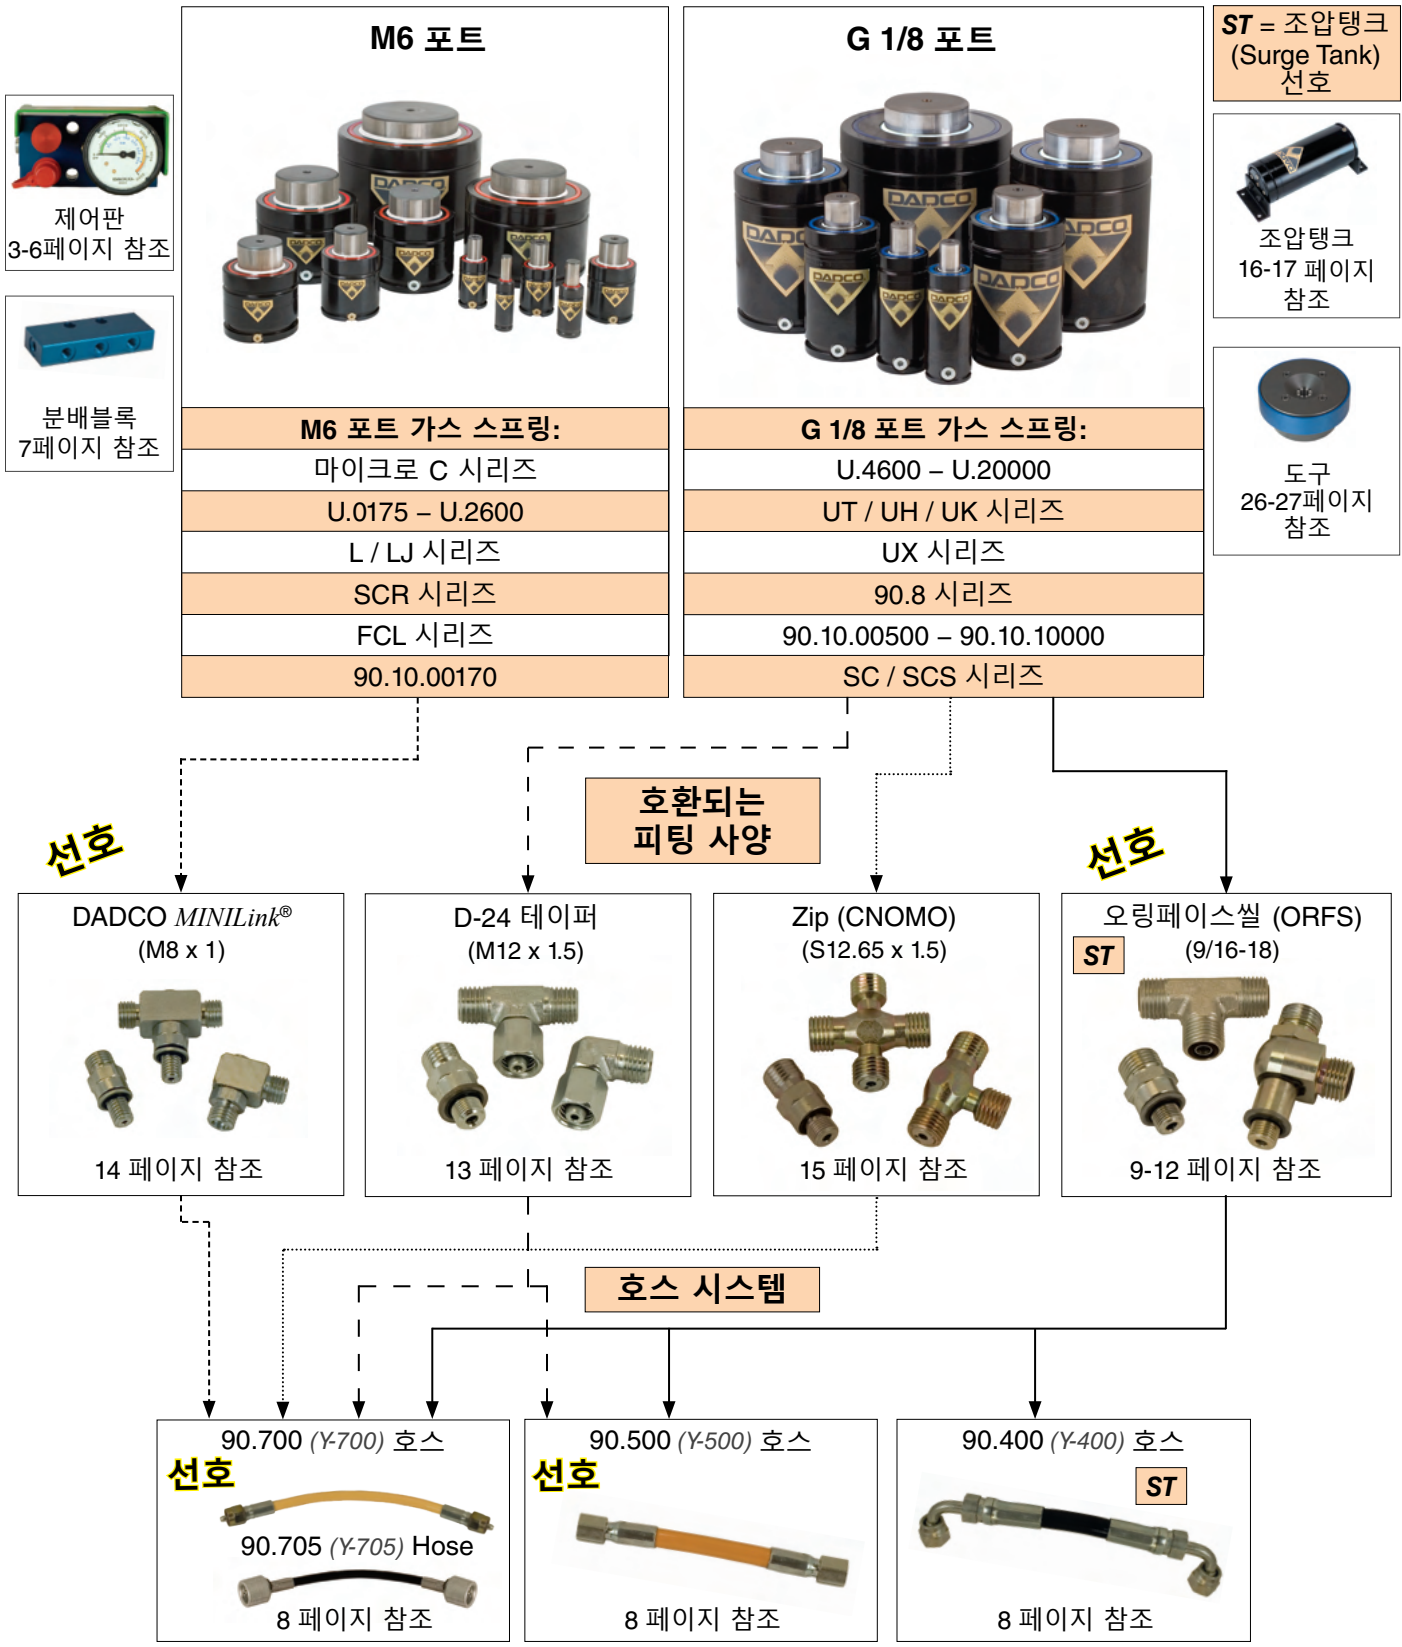 M6 포트
G 1/8 포트
ST = 조압탱크
(Surge Tank)
선호
제어판
3-6페이지 참조
분배블록
7페이지 참조
조압탱크
16-17 페이지
참조
도구
26-27페이지
참조
DADCO
DADCO
DADCO
DADCO
DADCO
DADCO
DADCO
M6 포트 가스 스프링:
마이크로 C 시리즈
U.0175 – U.2600
L / LJ 시리즈
SCR 시리즈
FCL 시리즈
90.10.00170
G 1/8 포트 가스 스프링:
U.4600 – U.20000
UT / UH / UK 시리즈
UX 시리즈
90.8 시리즈
90.10.00500 – 90.10.10000
SC / SCS 시리즈
호환되는
피팅 사양
선호
선호
DADCO MINILink®
(M8 x 1)
14 페이지 참조
D-24 테이퍼
(M12 x 1.5)
13 페이지 참조
Zip (CNOMO)
(S12.65 x 1.5)
15 페이지 참조
오링페이스씰 (ORFS)
(9/16-18)
ST
9-12 페이지 참조
호스 시스템
90.700 (Y-700) 호스
선호
90.705 (Y-705) Hose
8 페이지 참조
90.500 (Y-500) 호스
선호
8 페이지 참조
90.400 (Y-400) 호스
ST
8 페이지 참조